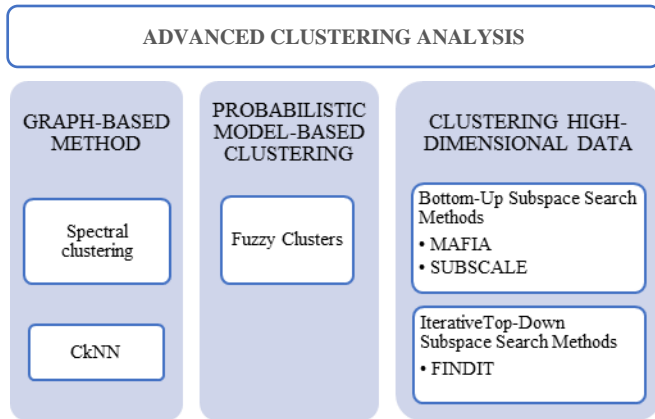 ADVANCED CLUSTERING ANALYSIS
GRAPH-BASED
METHOD
Spectral
clustering
CkNN
PROBABILISTIC
MODEL-BASED
CLUSTERING
Fuzzy Clusters
CLUSTERING HIGH-
DIMENSIONAL DATA
Bottom-Up Subspace Search
Methods
• MAFIA
• SUBSCALE
IterativeTop-Down
Subspace Search Methods
• FINDIT